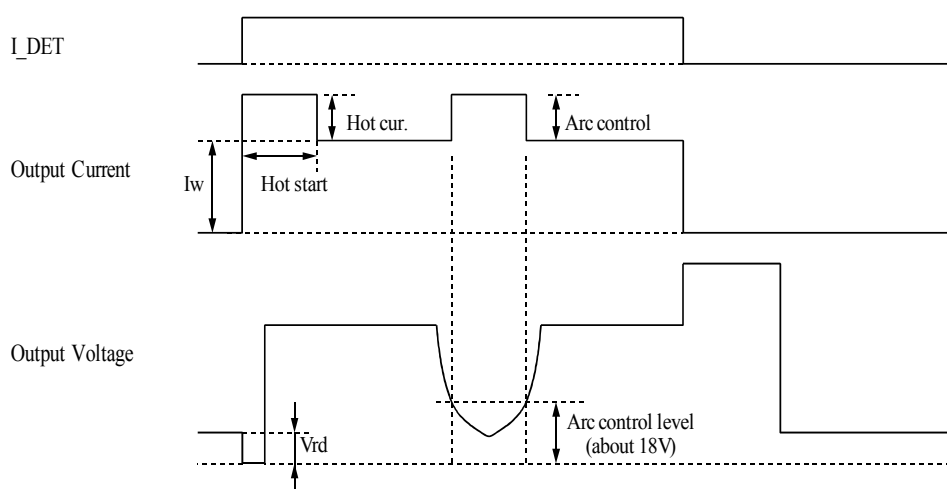 I_DET
Hot cur.
Arc control
Output Current
Iw
Hot start
Output Voltage
Vrd
Arc control level
(about 18V)